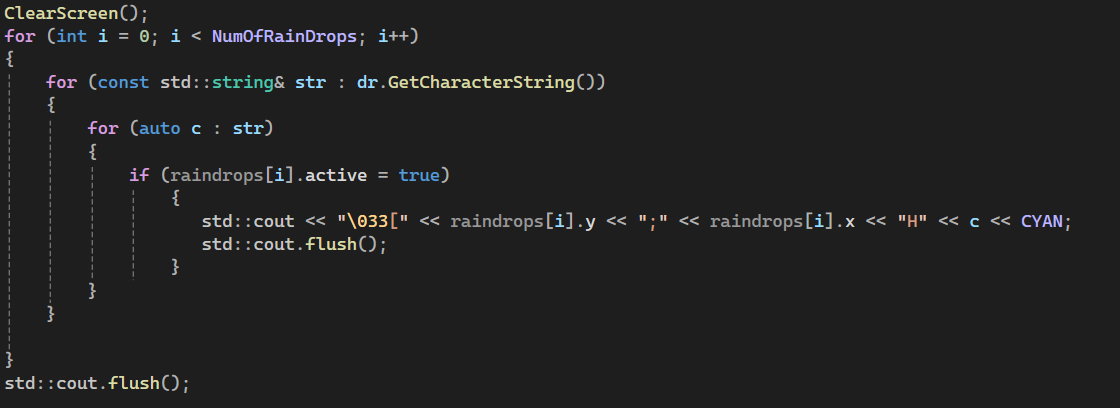 ClearScreen();
for (int i = 0; i < NumOfRainDrops; i++)
{
    for (const std::string& str : dr.GetCharacterString())
    {
        for (auto c : str)
        {
            if (raindrops[i].active = true)
                {
                   std::cout << "\033[" << raindrops[i].y << ";" << raindrops[i].x << "H" << c << CYAN;
                   std::cout.flush();
                }
        }
    }

}
std::cout.flush();